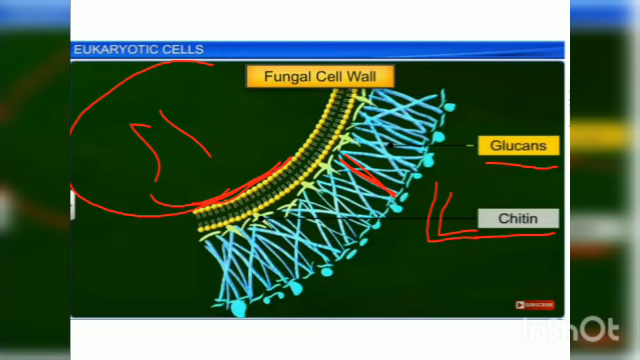 EUKARYOTIC CELLS
Fungal Cell Wall
Glucans
Chitin
SUBSCRIBE
InShOt